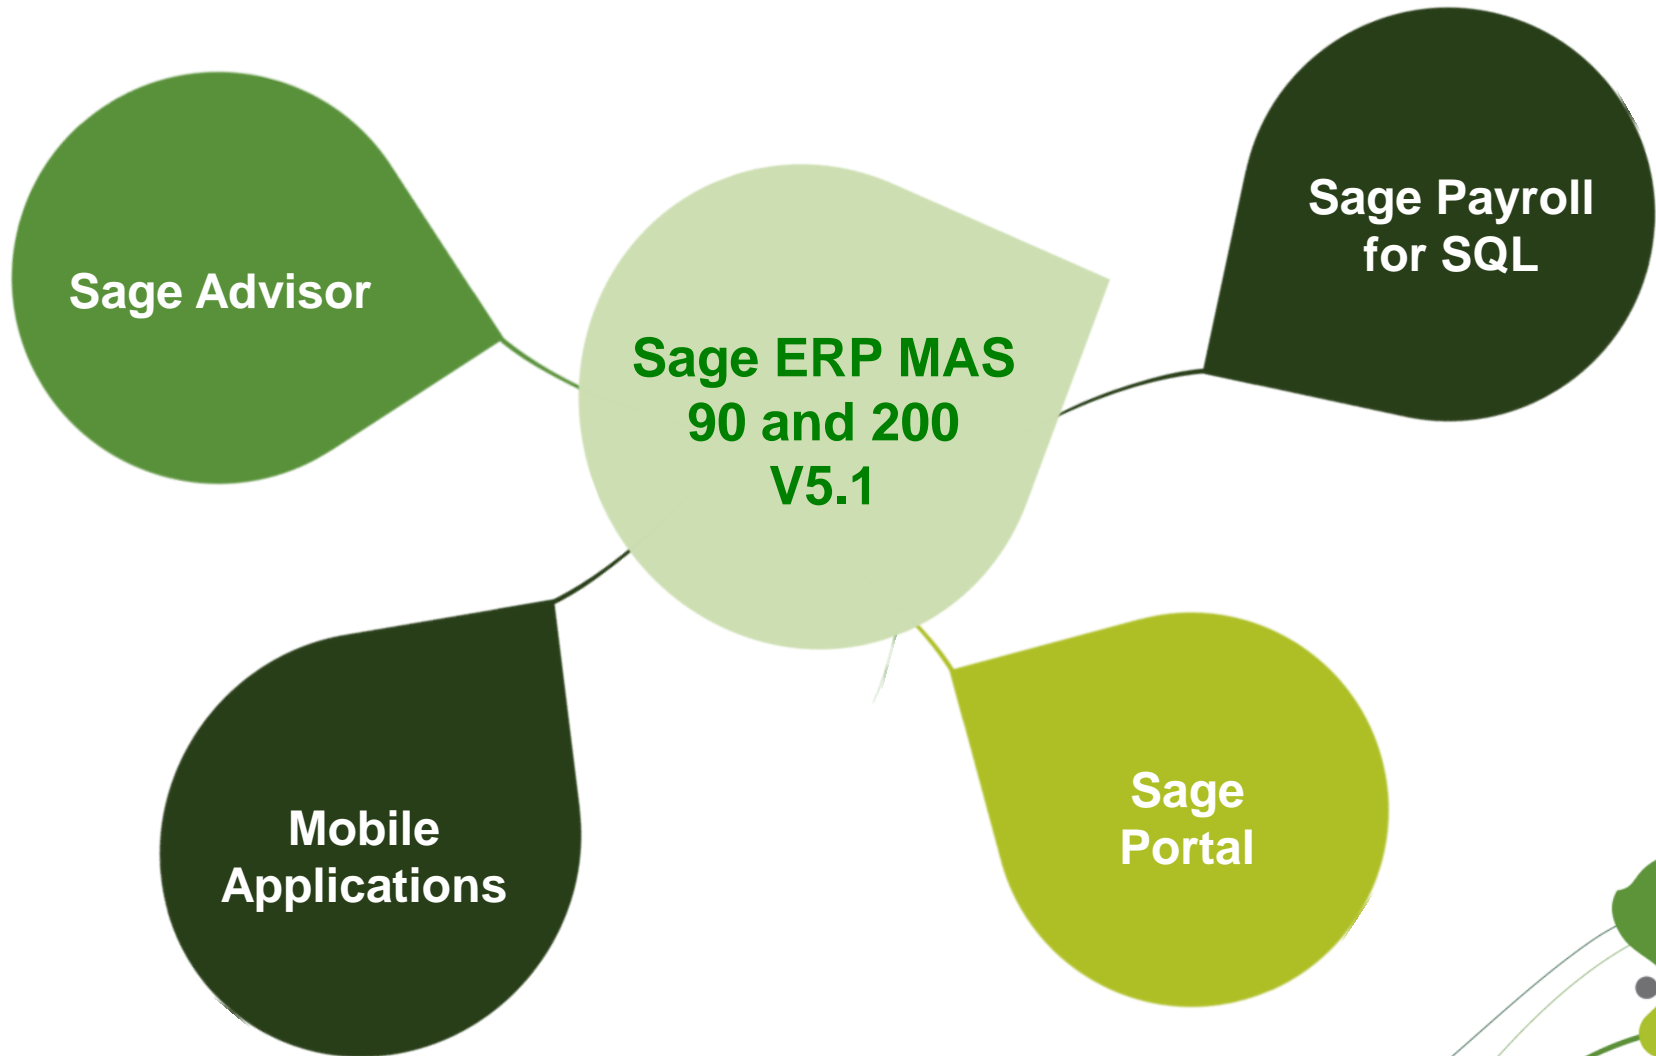 Sage Advisor
Sage ERP MAS
90 and 200
V5.1
Sage Payroll
for SQL
Mobile
Applications
Sage
Portal